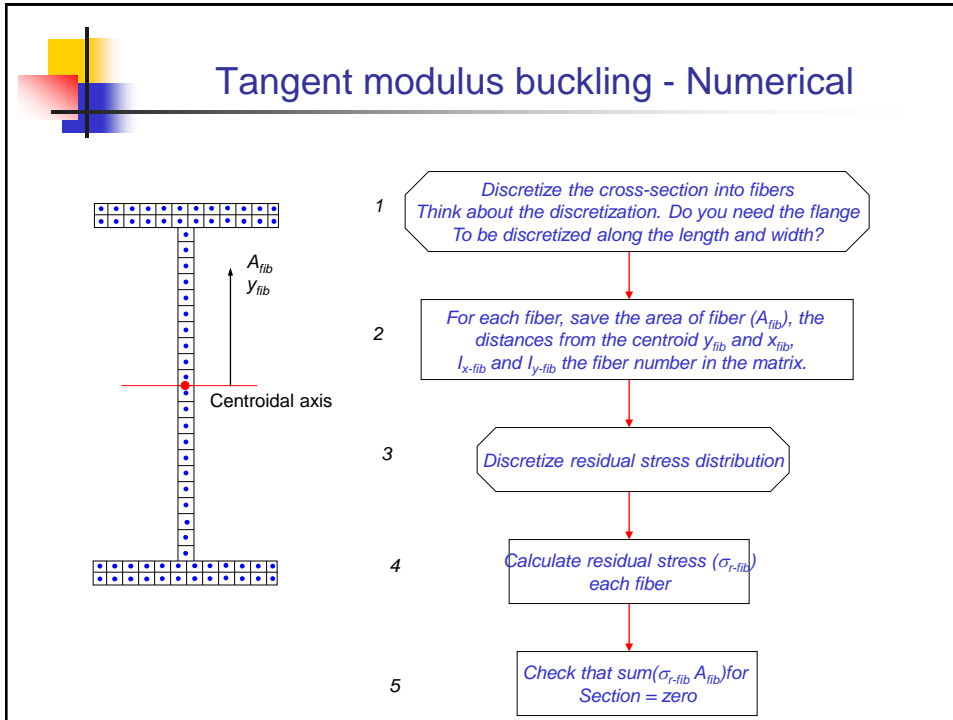 Tangent modulus buckling - Numerical
A_fib
y_fib
Centroidal axis
1
Discretize the cross-section into fibers
Think about the discretization. Do you need the flange
To be discretized along the length and width?
2
For each fiber, save the area of fiber (A_fib), the
distances from the centroid y_fib and x_fib,
I_x-fib and I_y-fib the fiber number in the matrix.
3
Discretize residual stress distribution
4
Calculate residual stress (σ_r-fib)
each fiber
5
Check that sum(σ_r-fib A_fib)for
Section = zero